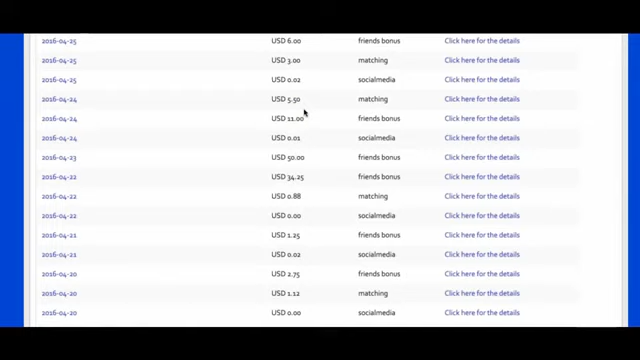 2016-04-25 USD 6.00 friends bonus Click here for the details
2016-04-25 USD 3.00 matching Click here for the details
2016-04-25 USD 0.02 socialmedia Click here for the details
2016-04-24 USD 5.50 matching Click here for the details
2016-04-24 USD 11.00 friends bonus Click here for the details
2016-04-24 USD 0.01 socialmedia Click here for the details
2016-04-23 USD 50.00 friends bonus Click here for the details
2016-04-22 USD 34.25 friends bonus Click here for the details
2016-04-22 USD 0.88 matching Click here for the details
2016-04-22 USD 0.00 socialmedia Click here for the details
2016-04-21 USD 1.25 friends bonus Click here for the details
2016-04-21 USD 0.02 socialmedia Click here for the details
2016-04-20 USD 2.75 friends bonus Click here for the details
2016-04-20 USD 1.12 matching Click here for the details
2016-04-20 USD 0.00 socialmedia Click here for the details